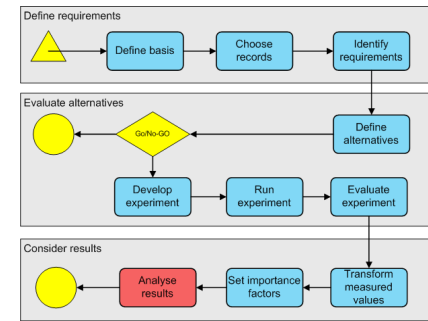 Define requirements
Define basis
Choose
records
Identify
requirements
Evaluate alternatives
Go/No-GO
Define
alternatives
Develop
experiment
Run
experiment
Evaluate
experiment
Consider results
Analyse
results
Set importance
factors
Transform
measured
values